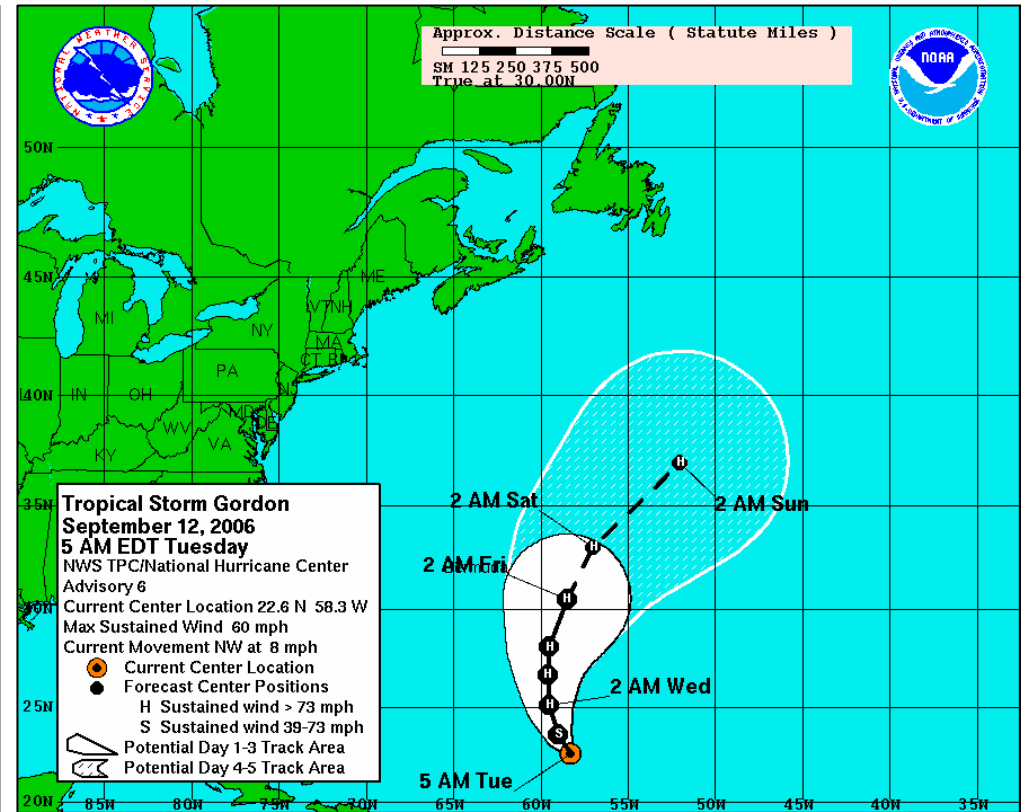 Approx. Distance Scale ( Statute Miles )
SM 125 250 375 500
True at 30.00N
NATIONAL WEATHER SERVICE
NOAA
50N
45N
40N
35N
30N
25N
20N
MI
ME
VT
NH
NY
MA
CT
PA
NJ
IN
OH
MD
DE
WV
VA
KY
2 AM Sat
2 AM Sun
2 AM Fri
Bermuda
2 AM Wed
5 AM Tue
Tropical Storm Gordon
September 12, 2006
5 AM EDT Tuesday
NWS TPC/National Hurricane Center
Advisory 6
Current Center Location 22.6 N 58.3 W
Max Sustained Wind 60 mph
Current Movement NW at 8 mph
Current Center Location
Forecast Center Positions
H Sustained wind > 73 mph
S Sustained wind 39-73 mph
Potential Day 1-3 Track Area
Potential Day 4-5 Track Area
H
H
H
H
H
H
S
85W 80W 75W 70W 65W 60W 55W 50W 45W 40W 35W